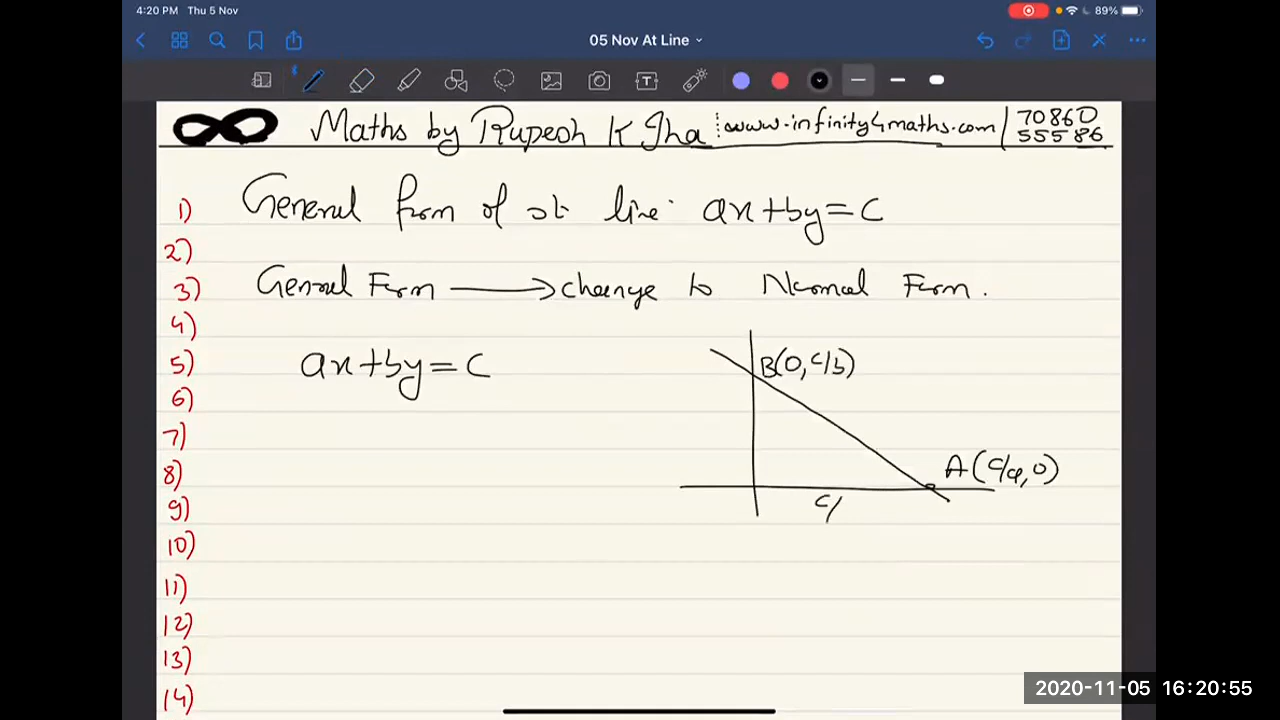 4:20 PM Thu 5 Nov
89%
05 Nov At Line
Maths by Rupesh K Jha www.infinity4maths.com 70860
55586
1) General form of st line: ax+by=c
2)
3) General Form → change to Normal Form.
4)
5) ax+by=c
B(0, c/b)
6)
7)
8) A(c/a, 0)
9) c/
10)
11)
12)
13)
14)
2020-11-05 16:20:55